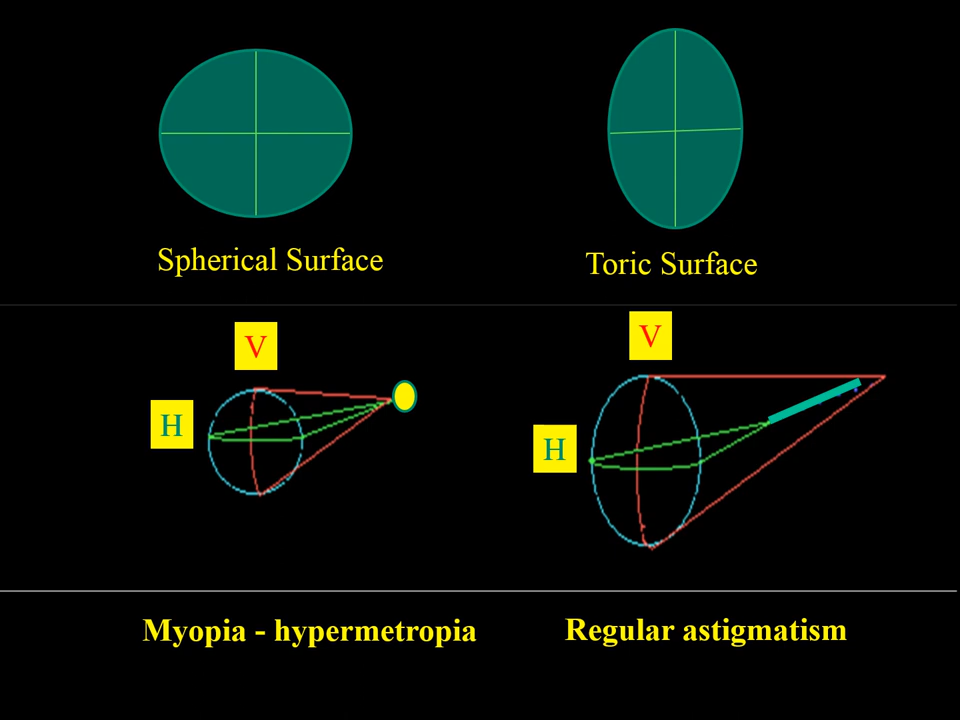 Spherical Surface
Toric Surface
V
V
H
H
Myopia - hypermetropia
Regular astigmatism